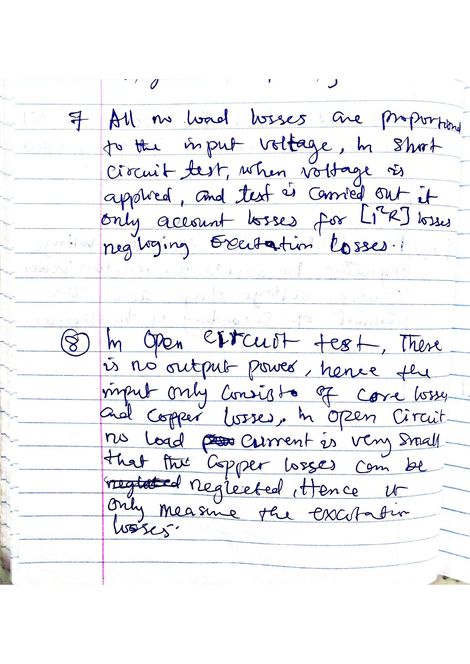 7 All no load losses are proportional
to the input voltage, In short
circuit test, when voltage is
applied, and test is carried out it
only account losses for [I²R] losses
negloging excitation losses.
8 In open circuit test, There
is no output power, hence the
input only consists of core losses
and copper losses, In open circuit
no load current is very small
that the copper losses can be
neglected, Hence it
only measure the excitation
losses.